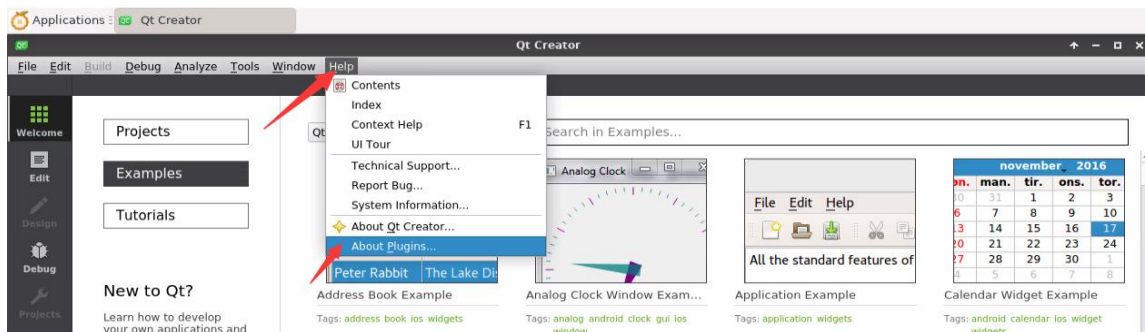 Applications
Qt Creator
Qt Creator
File Edit Build Debug Analyze Tools Window Help
Contents
Index
Context Help F1
UI Tour
Technical Support...
Report Bug...
System Information...
About Qt Creator...
About Plugins...
Welcome
Edit
Design
Debug
Projects
Projects
Examples
Tutorials
New to Qt?
Learn how to develop
your own applications and
Qt
Search in Examples...
Peter Rabbit The Lake Dis
Address Book Example
Tags: address book ios widgets
Analog Clock
Analog Clock Window Exam...
Tags: analog android clock gui ios
window
File Edit Help
All the standard features of
Application Example
Tags: application widgets
november 2016
man. tir. ons. tor.
31 1 2 3
7 8 9 10
14 15 16 17
21 22 23 24
28 29 30 1
5 6 7 8
Calendar Widget Example
Tags: android calendar ios widget
widgets